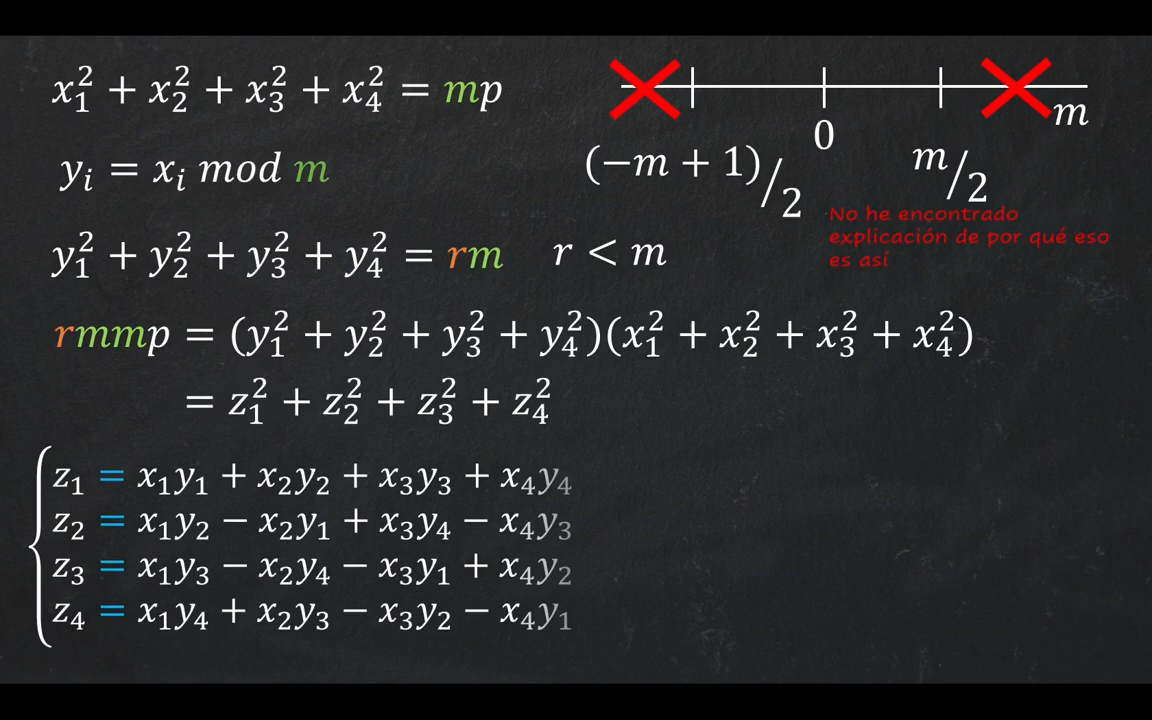 x₁² + x₂² + x₃² + x₄² = mp
m
0
yᵢ = xᵢ mod m
(−m + 1)/2
m/2
No he encontrado
explicación de por qué eso
es así
y₁² + y₂² + y₃² + y₄² = rm
r < m
rmmp = (y₁² + y₂² + y₃² + y₄²)(x₁² + x₂² + x₃² + x₄²)
= z₁² + z₂² + z₃² + z₄²
z₁ = x₁y₁ + x₂y₂ + x₃y₃ + x₄y₄
z₂ = x₁y₂ − x₂y₁ + x₃y₄ − x₄y₃
z₃ = x₁y₃ − x₂y₄ − x₃y₁ + x₄y₂
z₄ = x₁y₄ + x₂y₃ − x₃y₂ − x₄y₁